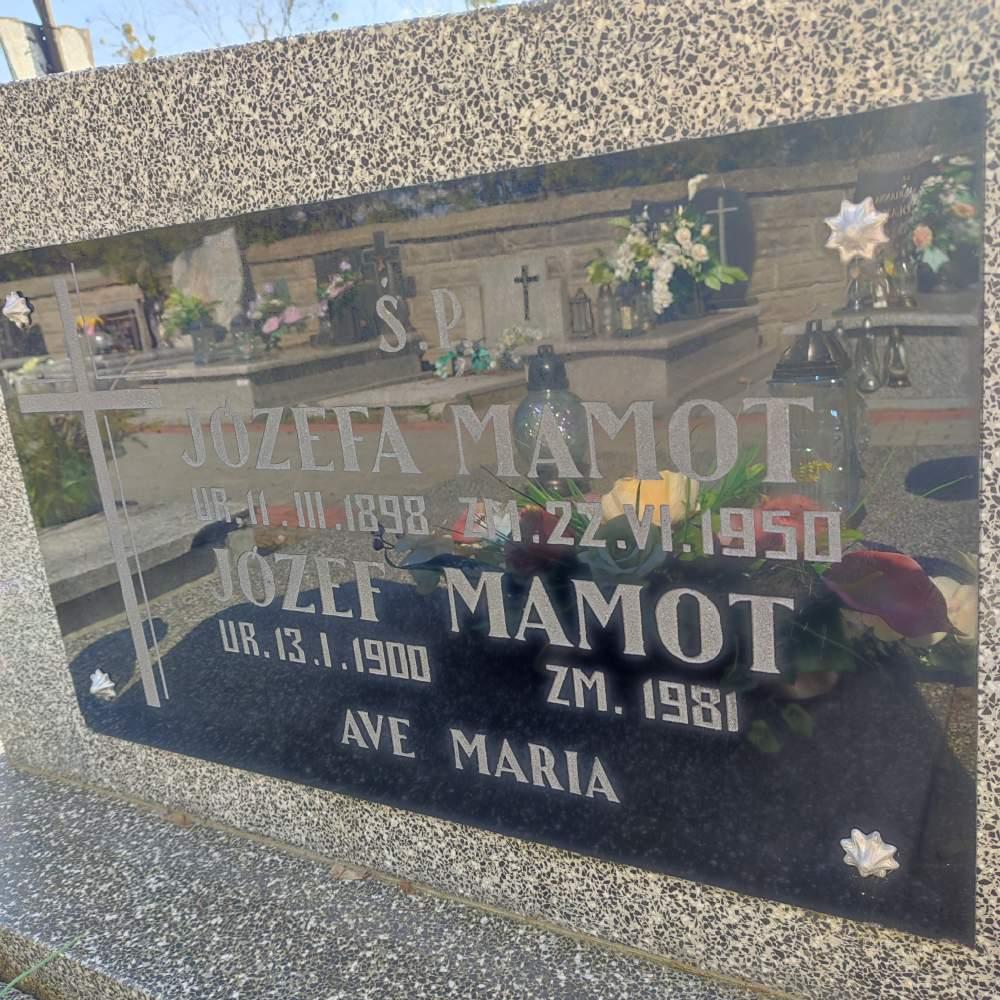 Ś.P.
JÓZEFA MAMOT
UR. 11. III. 1898 ZM. 22. VI. 1950
JÓZEF MAMOT
UR. 13. I. 1900 ZM. 1981
AVE MARIA